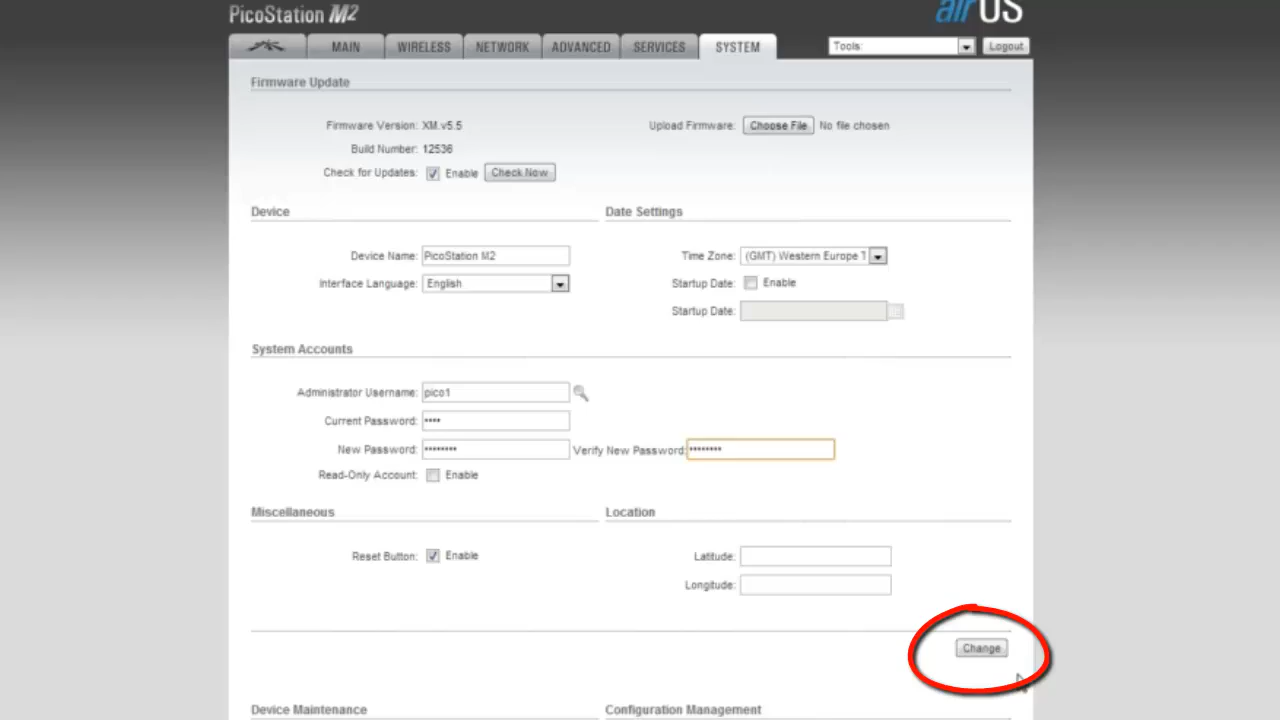 PicoStation M2
airOS
MAIN WIRELESS NETWORK ADVANCED SERVICES SYSTEM Tools: Logout
Firmware Update
Firmware Version: XM.v5.5 Upload Firmware: Choose File No file chosen
Build Number: 12536
Check for Updates: Enable Check Now
Device Date Settings
Device Name: PicoStation M2 Time Zone: (GMT) Western Europe T
Interface Language: English Startup Date: Enable
Startup Date:
System Accounts
Administrator Username: pico1
Current Password: ••••
New Password: •••••••• Verify New Password: ••••••••
Read-Only Account: Enable
Miscellaneous Location
Reset Button: Enable Latitude:
Longitude:
Change
Device Maintenance Configuration Management